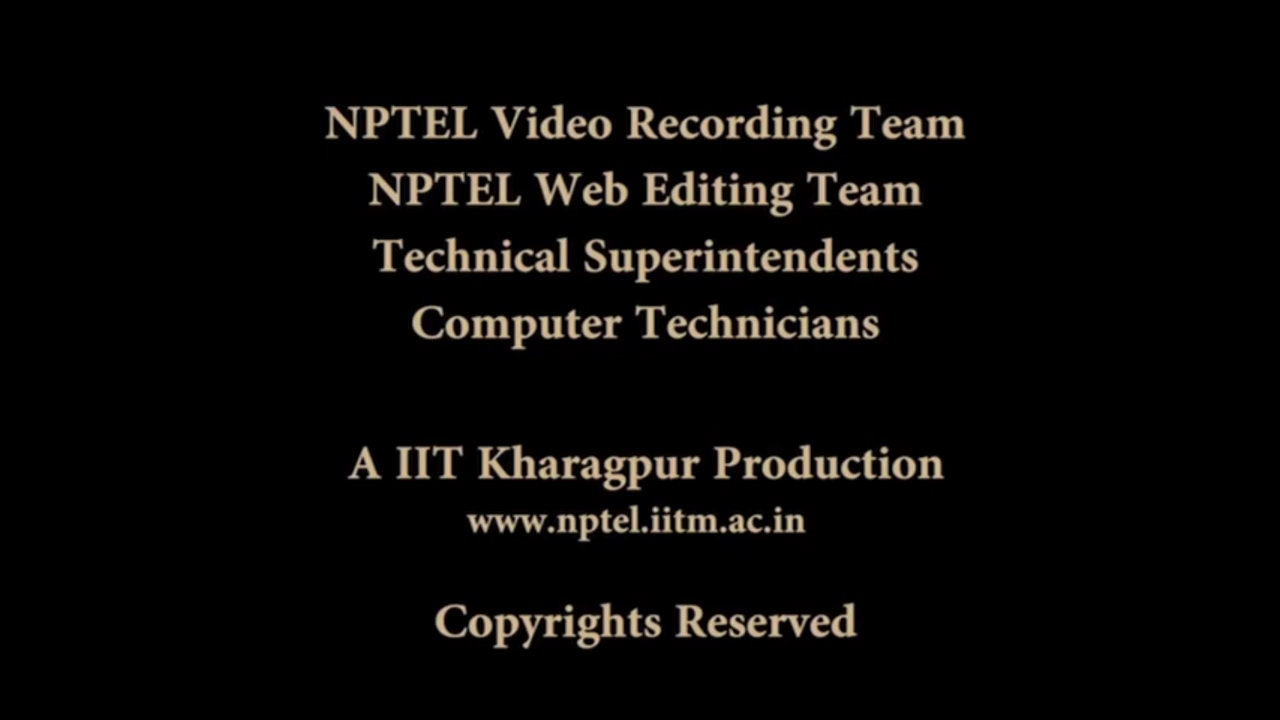 NPTEL Video Recording Team
NPTEL Web Editing Team
Technical Superintendents
Computer Technicians
A IIT Kharagpur Production
www.nptel.iitm.ac.in
Copyrights Reserved